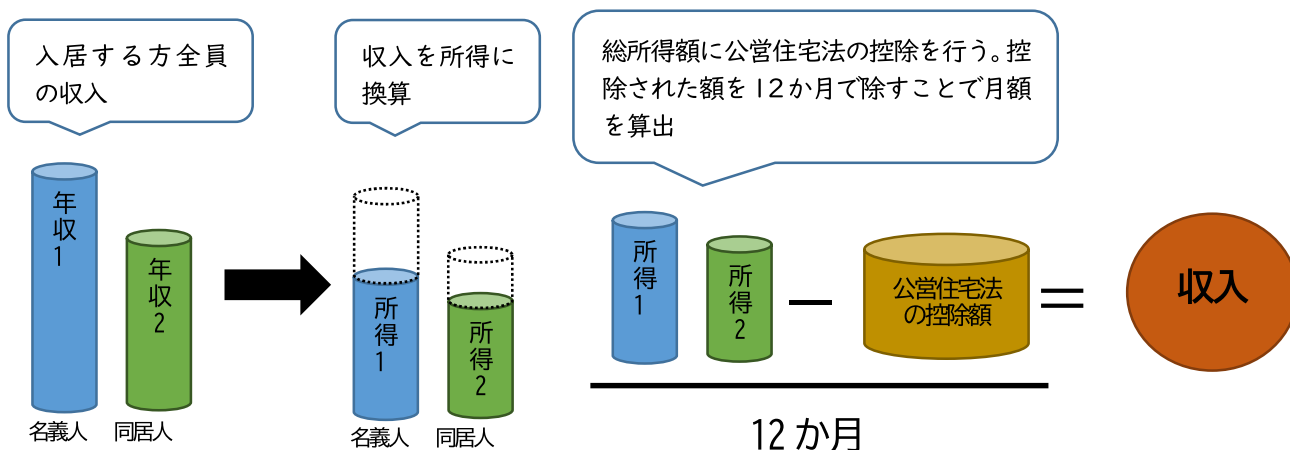 入居する方全員
の収入
収入を所得に
換算
総所得額に公営住宅法の控除を行う。控
除された額を12か月で除すことで月額
を算出
年収1
年収2
名義人
同居人
所得1
所得2
名義人
同居人
所得1
所得2
―
公営住宅法
の控除額
=
収入
12か月